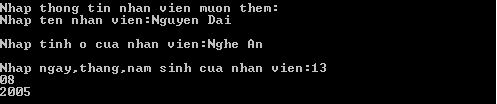 Nhap thong tin nhan vien muon them:
Nhap ten nhan vien:Nguyen Dai
Nhap tinh o cua nhan vien:Nghe An
Nhap ngay,thang,nam sinh cua nhan vien:13
08
2005